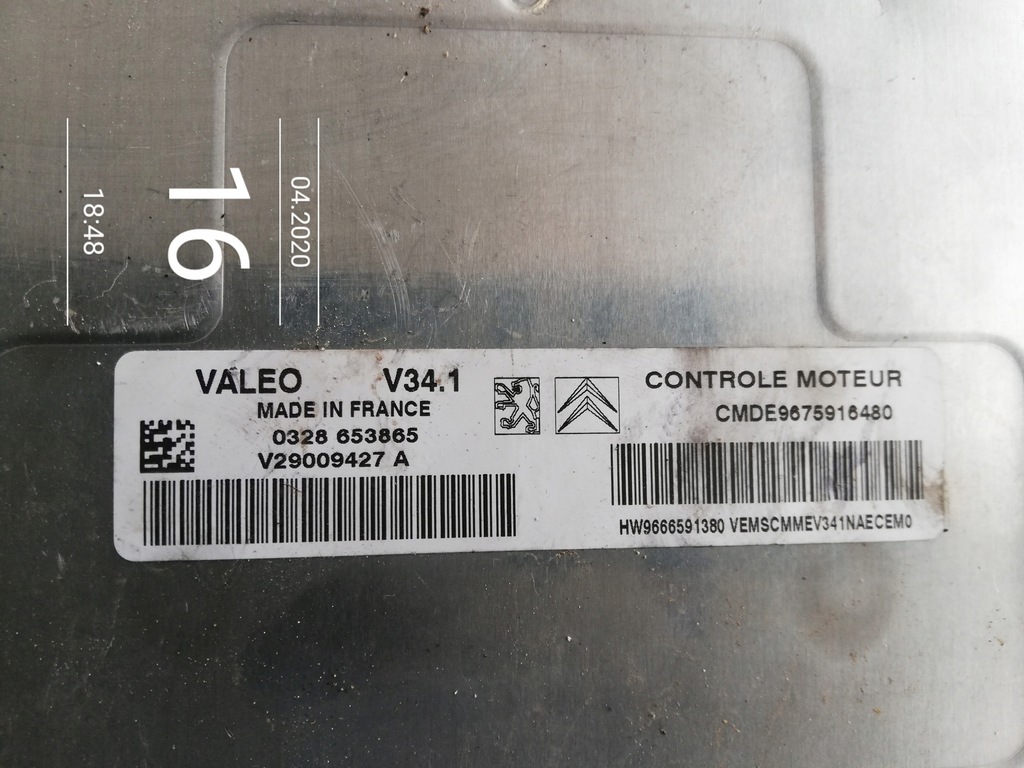 04.2020
16
18:48
VALEO V34.1
MADE IN FRANCE
0328 653865
V29009427 A
CONTROLE MOTEUR
CMDE9675916480
HW9666591380 VEMSCMMEV341NAECEM0